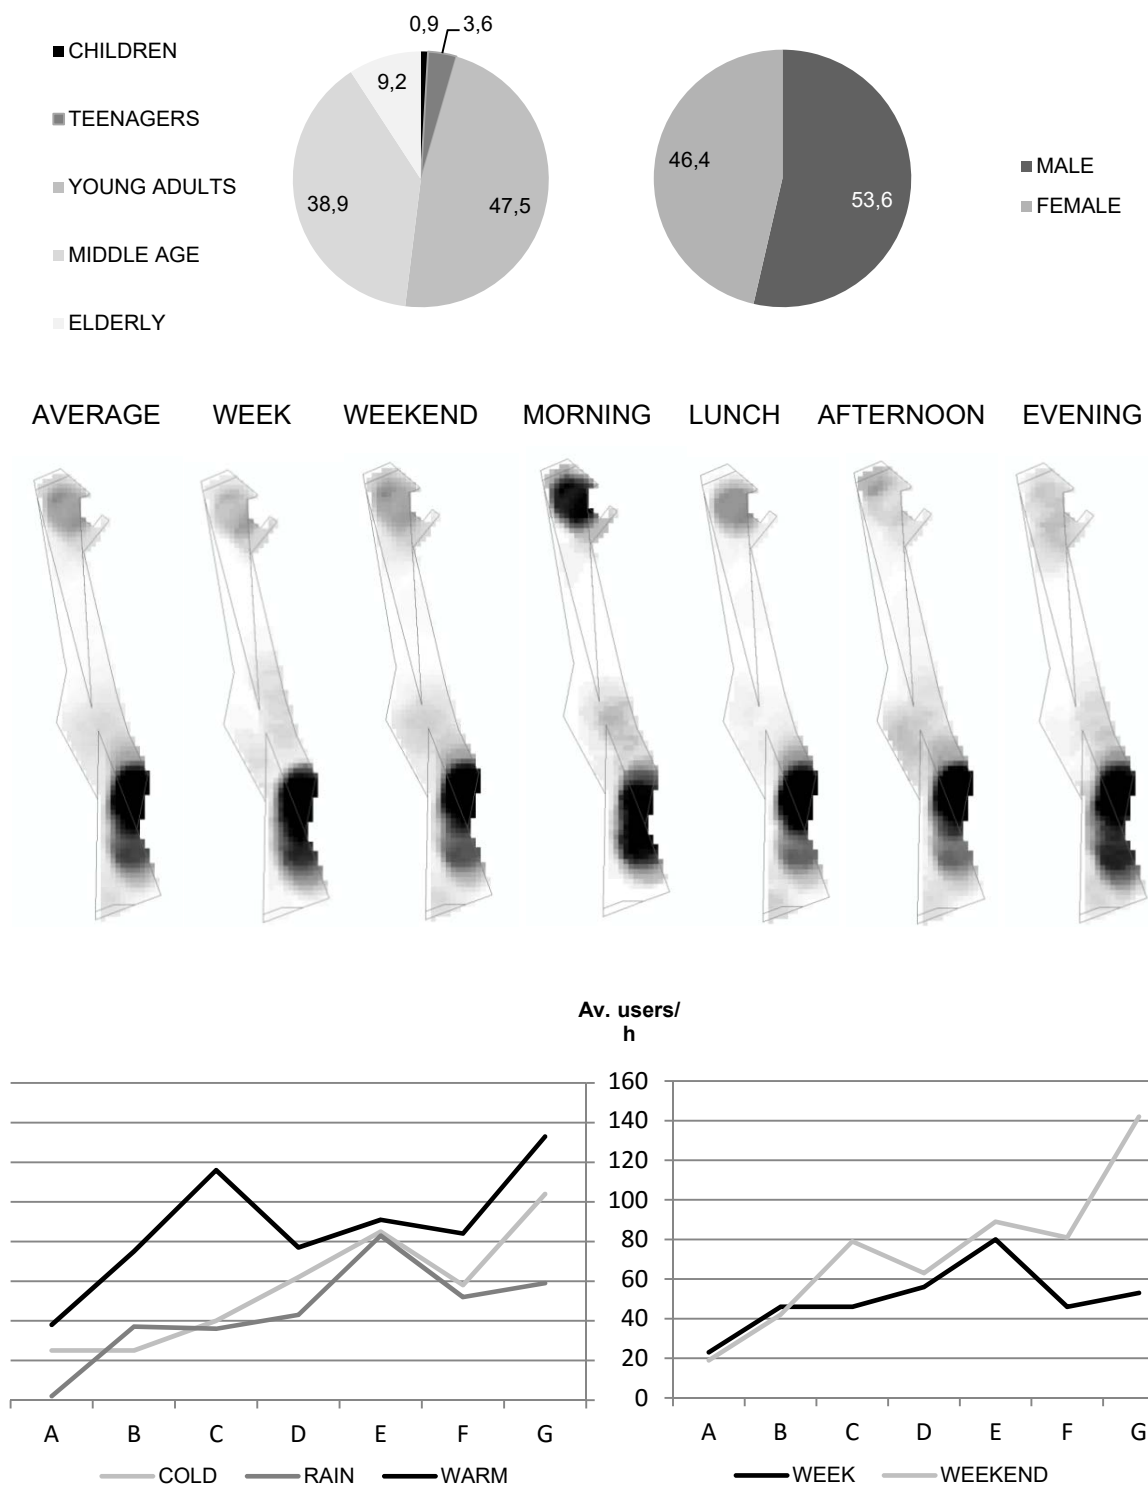 0,9 3,6
CHILDREN
TEENAGERS
YOUNG ADULTS
MIDDLE AGE
ELDERLY
9,2
38,9
47,5
46,4
53,6
MALE
FEMALE
AVERAGE WEEK WEEKEND MORNING LUNCH AFTERNOON EVENING
Av. users/
h
160
140
120
100
80
60
40
20
0
A B C D E F G
COLD RAIN WARM
A B C D E F G
WEEK WEEKEND